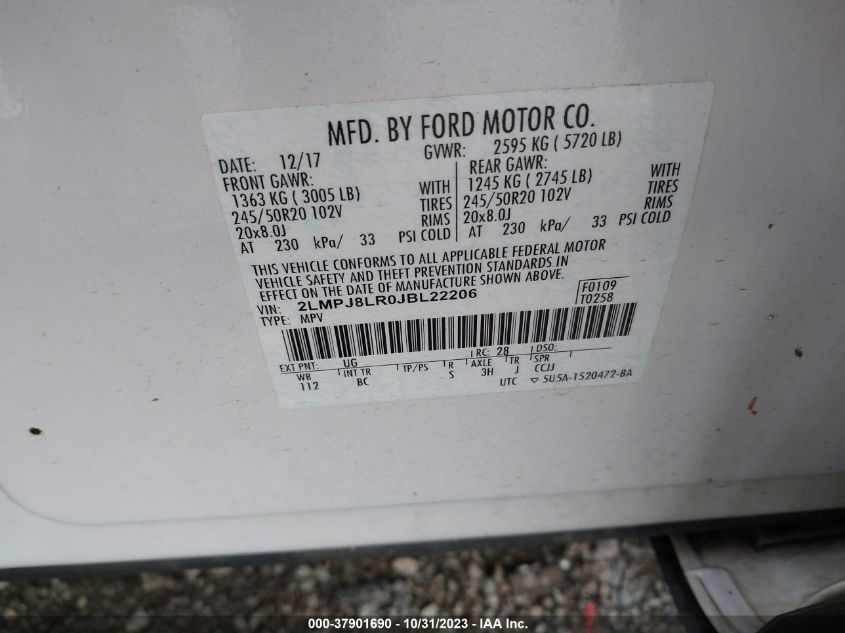 MFD. BY FORD MOTOR CO.
DATE: 12/17 GVWR: 2595 KG ( 5720 LB)
FRONT GAWR: REAR GAWR:
1363 KG ( 3005 LB) WITH 1245 KG ( 2745 LB) WITH
245/50R20 102V TIRES 245/50R20 102V TIRES
20x8.0J RIMS 20x8.0J RIMS
AT 230 kPa/ 33 PSI COLD AT 230 kPa/ 33 PSI COLD
THIS VEHICLE CONFORMS TO ALL APPLICABLE FEDERAL MOTOR
VEHICLE SAFETY AND THEFT PREVENTION STANDARDS IN
EFFECT ON THE DATE OF MANUFACTURE SHOWN ABOVE.
VIN: 2LMPJ8LR0JBL22206 F0109
TYPE: MPV T0258
EXT PNT: UG RC: 28 DSO:
WB INT TR TP/PS R AXLE TR SPR
112 BC S 3H J CCJJ
UTC ▽ 5U5A-1520472-BA
000-37901690 - 10/31/2023 - IAA Inc.